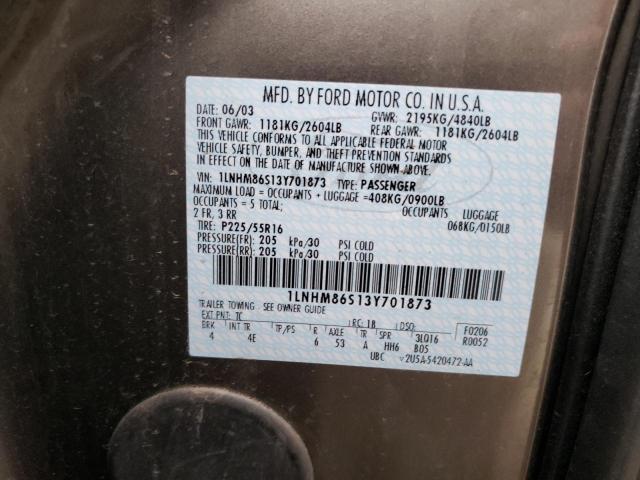 MFD. BY FORD MOTOR CO. IN U.S.A.
DATE: 06/03 GVWR: 2195KG/4840LB
FRONT GAWR: 1181KG/2604LB REAR GAWR: 1181KG/2604LB
THIS VEHICLE CONFORMS TO ALL APPLICABLE FEDERAL MOTOR
VEHICLE SAFETY, BUMPER, AND THEFT PREVENTION STANDARDS
IN EFFECT ON THE DATE OF MANUFACTURE SHOWN ABOVE.
VIN: 1LNHM86S13Y701873 TYPE: PASSENGER
MAXIMUM LOAD = OCCUPANTS + LUGGAGE = 408KG/0900LB
OCCUPANTS = 5 TOTAL; OCCUPANTS LUGGAGE
2 FR, 3 RR 068KG/0150LB
TIRE: P225/55R16
PRESSURE(FR): 205 kPa/30 PSI COLD
PRESSURE(RR): 205 kPa/30 PSI COLD
1LNHM86S13Y701873
TRAILER TOWING - SEE OWNER GUIDE
EXT PNT: TC RC: 18 DSO: F0206
BRK INT TR TP/PS R AXLE TR SPR 3LQ16 R0052
4 4E 6 53 A HH6 B05
UBC V2U5A-5420472-AA